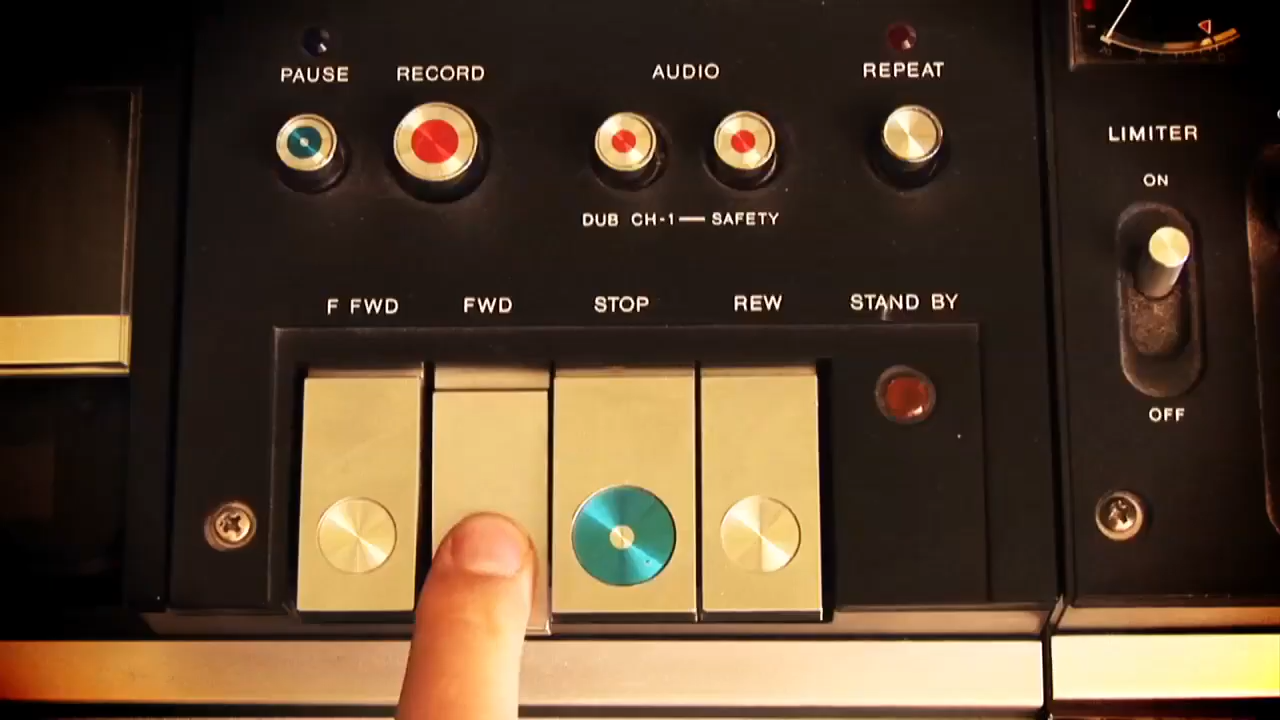 PAUSE RECORD AUDIO REPEAT
LIMITER
ON
DUB CH-1 — SAFETY
F FWD FWD STOP REW STAND BY
OFF